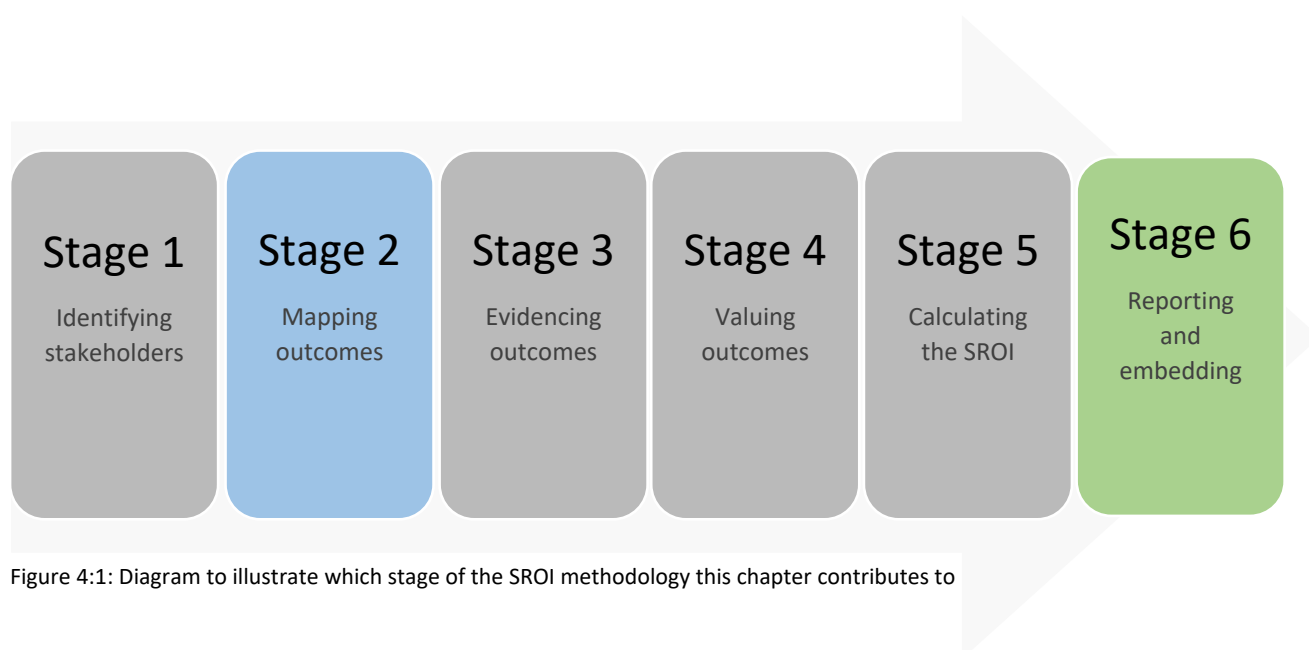 Stage 1
Identifying
stakeholders
Stage 2
Mapping
outcomes
Stage 3
Evidencing
outcomes
Stage 4
Valuing
outcomes
Stage 5
Calculating
the SROI
Stage 6
Reporting
and
embedding
Figure 4:1: Diagram to illustrate which stage of the SROI methodology this chapter contributes to